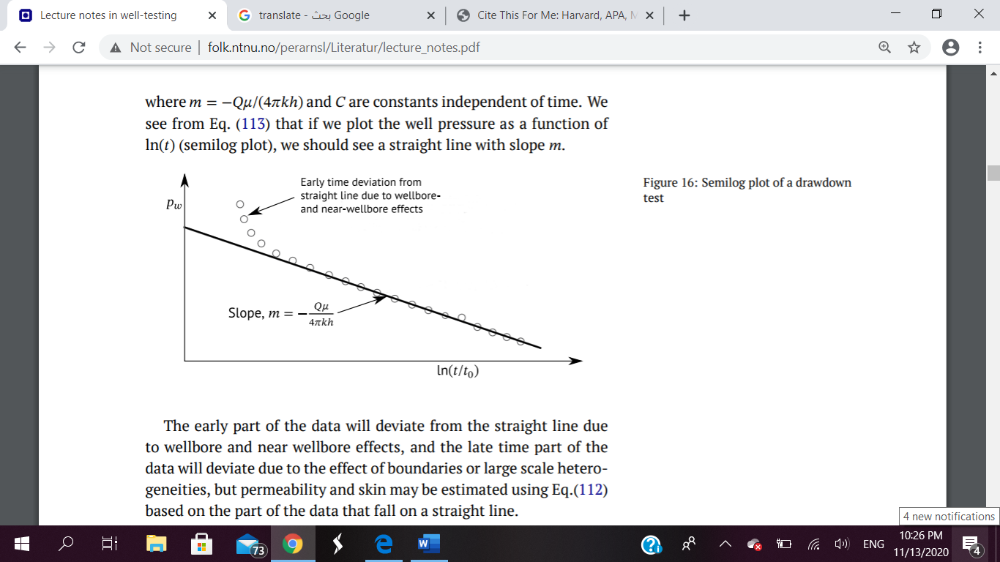 Lecture notes in well-testing
translate - بحث Google
Cite This For Me: Harvard, APA, M
Not secure
folk.ntnu.no/perarnsl/Literatur/lecture_notes.pdf
where m = −Qμ/(4πkh) and C are constants independent of time. We
see from Eq. (113) that if we plot the well pressure as a function of
ln(t) (semilog plot), we should see a straight line with slope m.
Early time deviation from
straight line due to wellbore-
and near-wellbore effects
pw
Slope, m = −Qμ/4πkh
ln(t/t₀)
Figure 16: Semilog plot of a drawdown
test
The early part of the data will deviate from the straight line due
to wellbore and near wellbore effects, and the late time part of the
data will deviate due to the effect of boundaries or large scale hetero-
geneities, but permeability and skin may be estimated using Eq.(112)
based on the part of the data that fall on a straight line.
4 new notifications
73
ENG
10:26 PM
11/13/2020
4